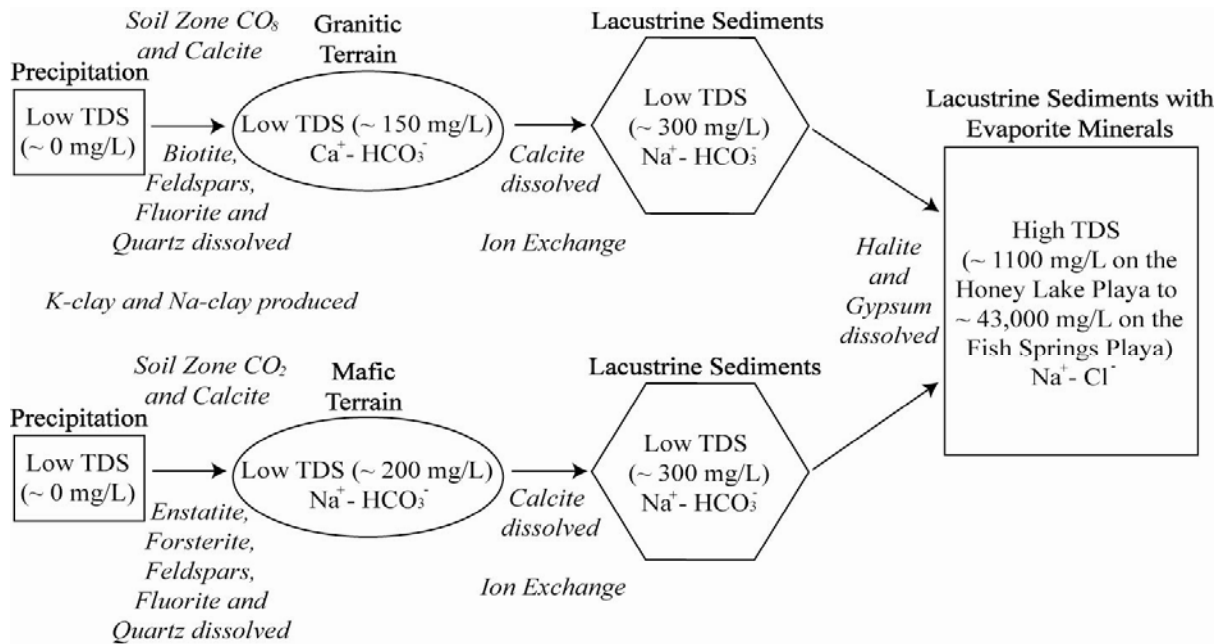 Soil Zone CO₈
and Calcite
Granitic
Terrain
Lacustrine Sediments
Precipitation
Low TDS
(~ 0 mg/L)
Biotite,
Feldspars,
Fluorite and
Quartz dissolved
Low TDS (~ 150 mg/L)
Ca⁺- HCO₃⁻
Calcite
dissolved
Ion Exchange
Low TDS
(~ 300 mg/L)
Na⁺- HCO₃⁻
Lacustrine Sediments with
Evaporite Minerals
High TDS
(~ 1100 mg/L on the
Honey Lake Playa to
~ 43,000 mg/L on the
Fish Springs Playa)
Na⁺- Cl⁻
Halite
and
Gypsum
dissolved
K-clay and Na-clay produced
Soil Zone CO₂
and Calcite
Mafic
Terrain
Lacustrine Sediments
Precipitation
Low TDS
(~ 0 mg/L)
Enstatite,
Forsterite,
Feldspars,
Fluorite and
Quartz dissolved
Low TDS (~ 200 mg/L)
Na⁺- HCO₃⁻
Calcite
dissolved
Ion Exchange
Low TDS
(~ 300 mg/L)
Na⁺- HCO₃⁻